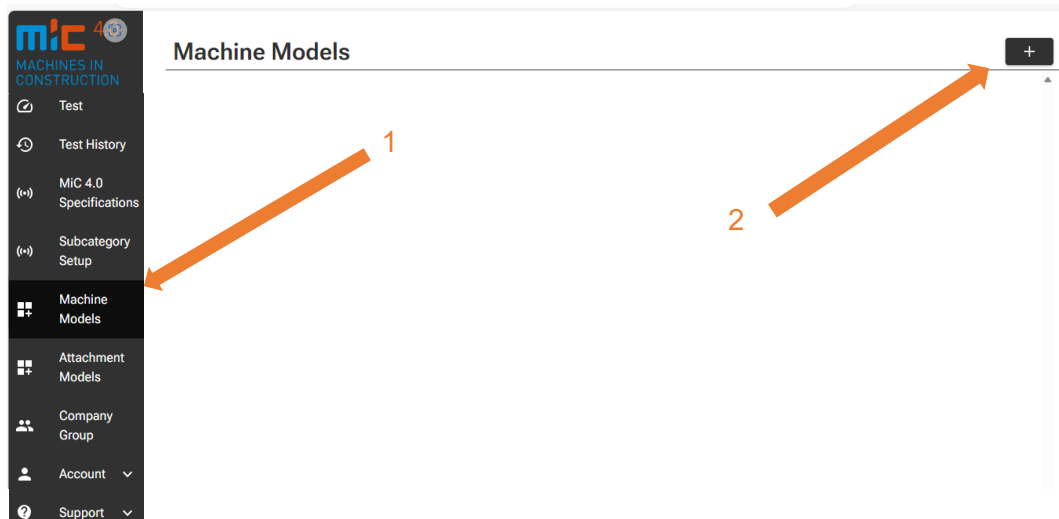 mic 4
MACHINES IN
CONSTRUCTION
Machine Models
+
Test
Test History
MiC 4.0
Specifications
Subcategory
Setup
Machine
Models
Attachment
Models
Company
Group
Account
Support
1
2